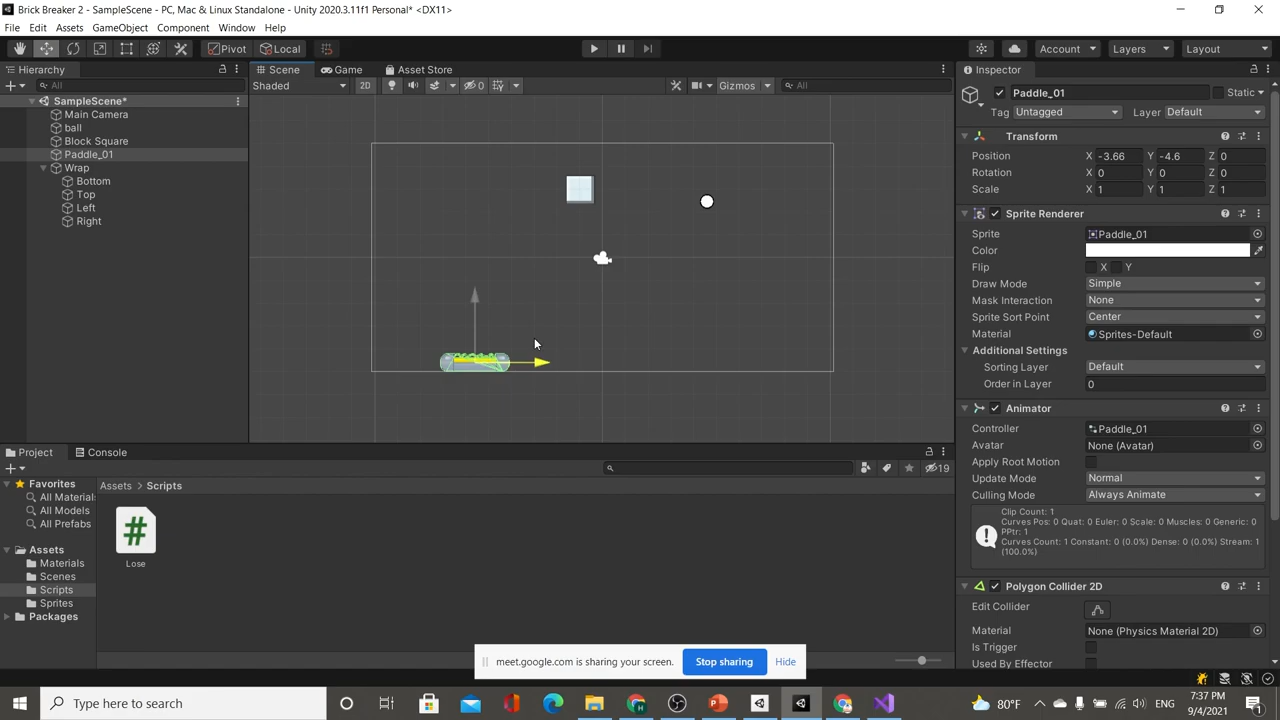 Brick Breaker 2 - SampleScene - PC, Mac & Linux Standalone - Unity 2020.3.11f1 Personal* <DX11>
File Edit Assets GameObject Component Window Help
Pivot Local Account Layers Layout
Hierarchy Scene Game Asset Store Inspector
All Shaded 2D 0 Gizmos All
Paddle_01 Static
SampleScene*
Main Camera
ball
Block Square
Paddle_01
Wrap
Bottom
Top
Left
Right
Tag Untagged Layer Default
Transform
Position X -3.66 Y -4.6 Z 0
Rotation X 0 Y 0 Z 0
Scale X 1 Y 1 Z 1
Sprite Renderer
Sprite Paddle_01
Color
Flip X Y
Draw Mode Simple
Mask Interaction None
Sprite Sort Point Center
Material Sprites-Default
Additional Settings
Sorting Layer Default
Order in Layer 0
Animator
Controller Paddle_01
Avatar None (Avatar)
Apply Root Motion
Update Mode Normal
Culling Mode Always Animate
Clip Count: 1
Curves Pos: 0 Quat: 0 Euler: 0 Scale: 0 Muscles: 0 Generic: 0
PPtr: 1
Curves Count: 1 Constant: 0 (0.0%) Dense: 0 (0.0%) Stream: 1
(100.0%)
Polygon Collider 2D
Edit Collider
Material None (Physics Material 2D)
Is Trigger
Used By Effector
Project Console
19
Favorites
All Materials
All Models
All Prefabs
Assets
Materials
Scenes
Scripts
Sprites
Packages
Assets Scripts
#
Lose
meet.google.com is sharing your screen. Stop sharing Hide
Type here to search
80°F ENG 7:37 PM
9/4/2021